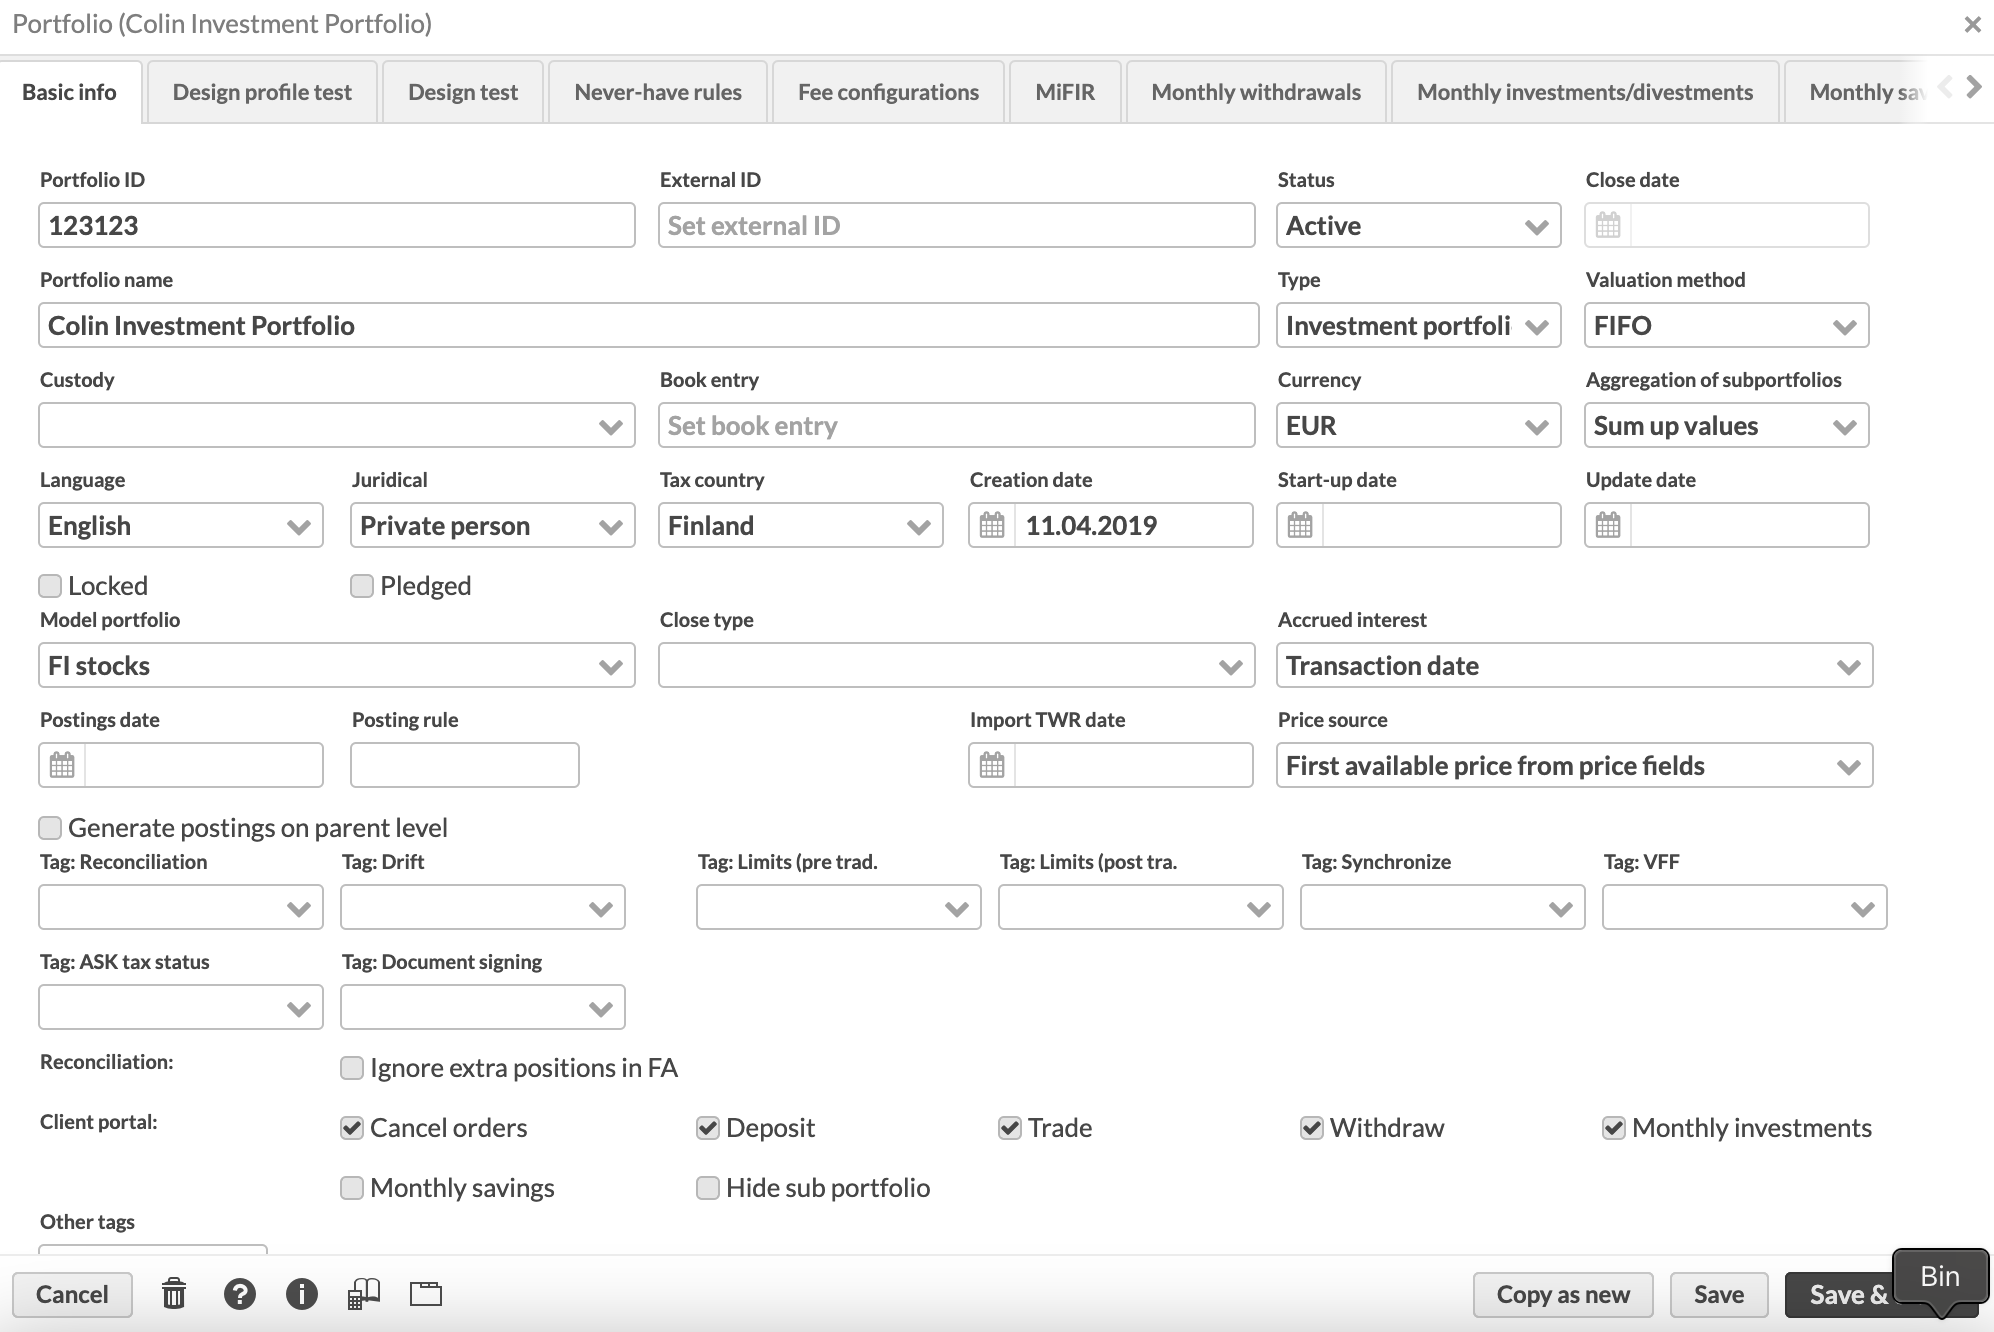 Portfolio (Colin Investment Portfolio)
Basic info Design profile test Design test Never-have rules Fee configurations MiFIR Monthly withdrawals Monthly investments/divestments Monthly
Portfolio ID External ID Status Close date
123123 Set external ID Active
Portfolio name Type Valuation method
Colin Investment Portfolio Investment portfoli FIFO
Custody Book entry Currency Aggregation of subportfolios
Set book entry EUR Sum up values
Language Juridical Tax country Creation date Start-up date Update date
English Private person Finland 11.04.2019
Locked Pledged
Model portfolio Close type Accrued interest
FI stocks Transaction date
Postings date Posting rule Import TWR date Price source
First available price from price fields
Generate postings on parent level
Tag: Reconciliation Tag: Drift Tag: Limits (pre trad. Tag: Limits (post tra. Tag: Synchronize Tag: VFF
Tag: ASK tax status Tag: Document signing
Reconciliation: Ignore extra positions in FA
Client portal: Cancel orders Deposit Trade Withdraw Monthly investments
Monthly savings Hide sub portfolio
Other tags
Cancel Copy as new Save Save & Bin